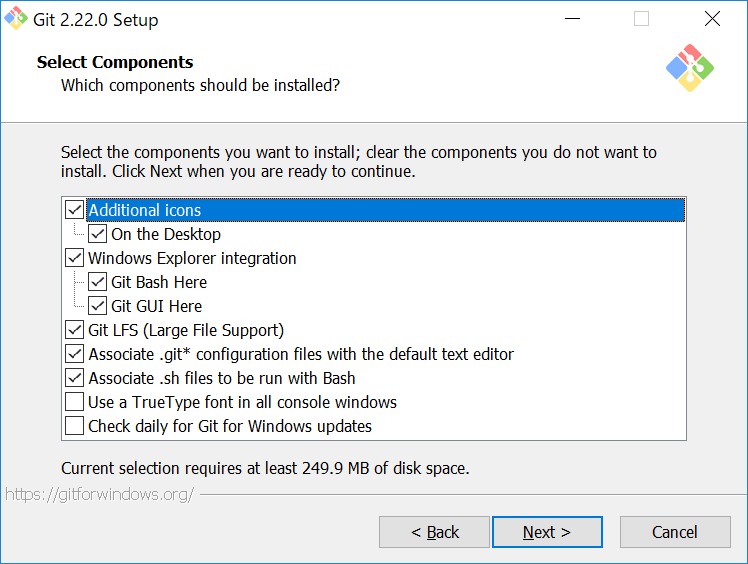 Git 2.22.0 Setup
Select Components
Which components should be installed?
Select the components you want to install; clear the components you do not want to
install. Click Next when you are ready to continue.
Additional icons
On the Desktop
Windows Explorer integration
Git Bash Here
Git GUI Here
Git LFS (Large File Support)
Associate .git* configuration files with the default text editor
Associate .sh files to be run with Bash
Use a TrueType font in all console windows
Check daily for Git for Windows updates
Current selection requires at least 249.9 MB of disk space.
https://gitforwindows.org/
< Back Next > Cancel